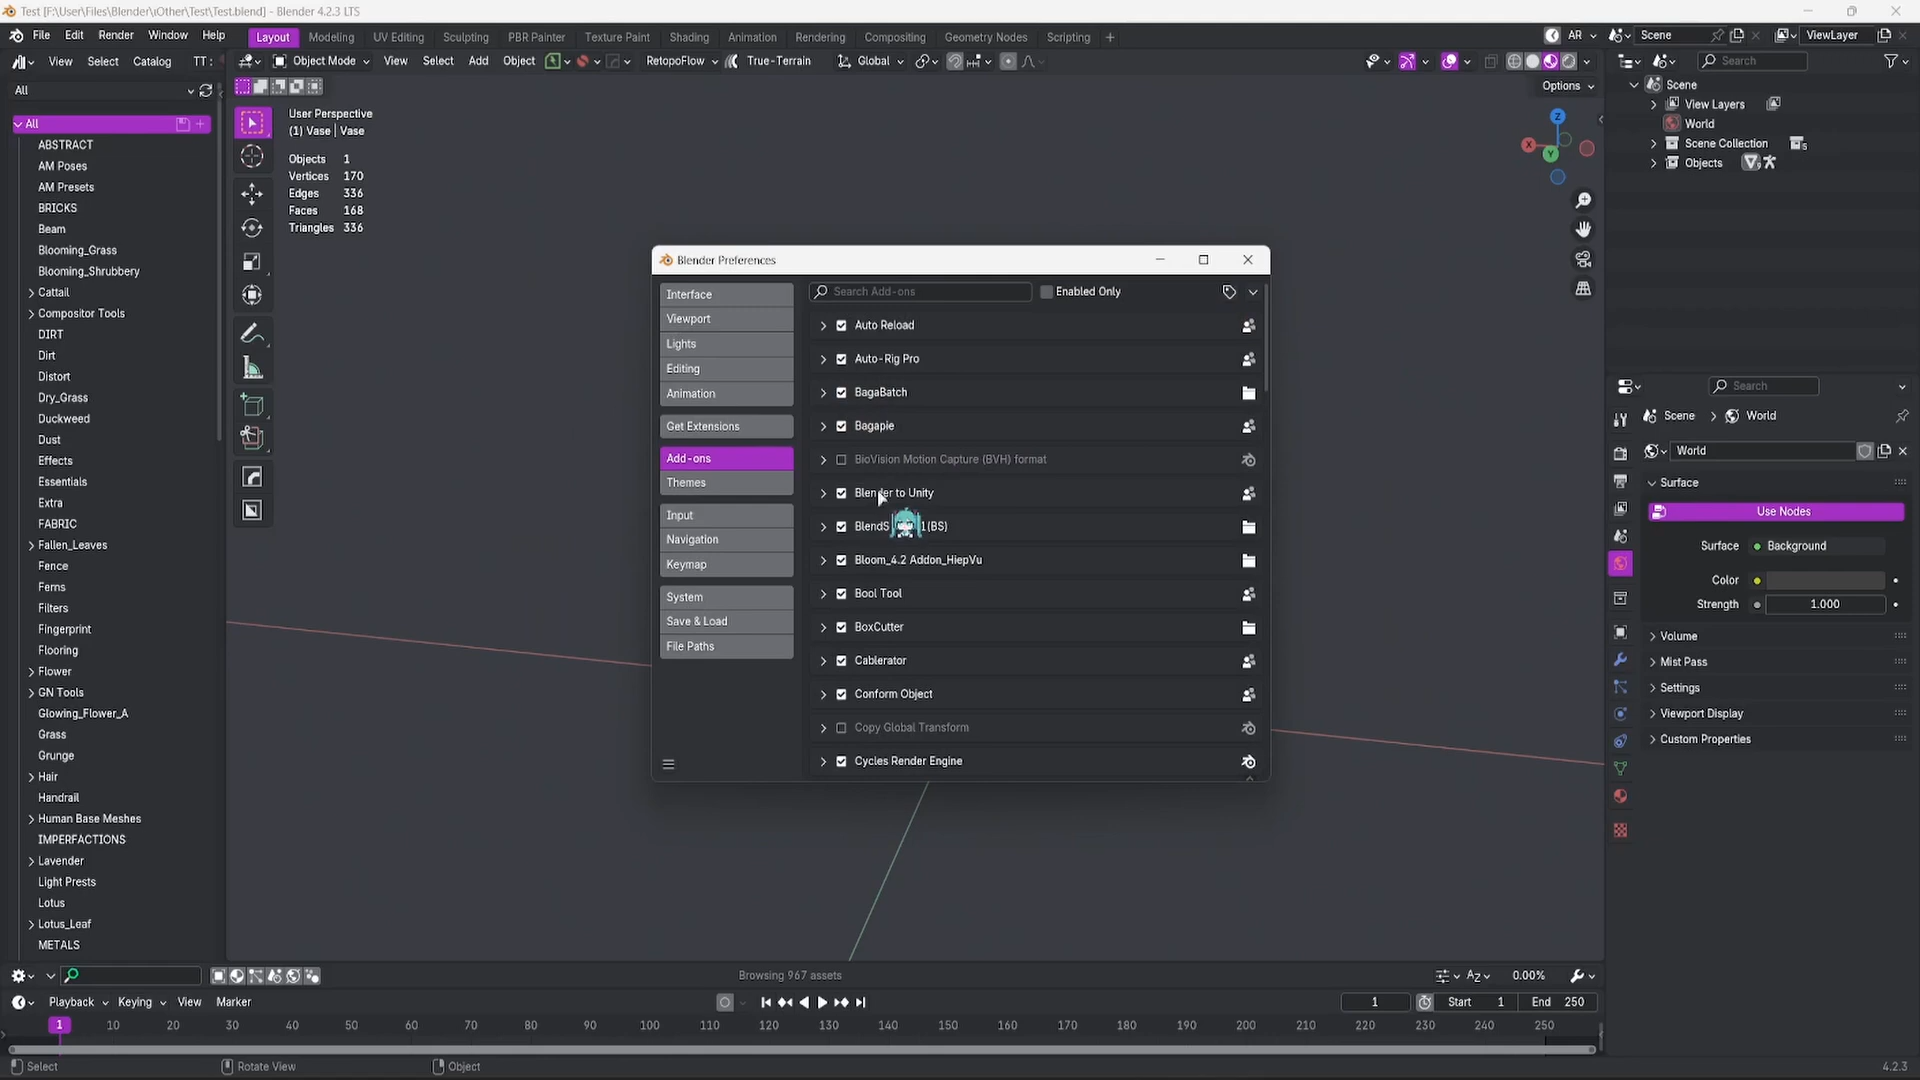 Test [F:\User\Files\Blender\Other\Test\Test.blend] - Blender 4.2.3 LTS
File Edit Render Window Help
Layout Modeling UV Editing Sculpting PBR Painter Texture Paint Shading Animation Rendering Compositing Geometry Nodes Scripting +
AR Scene ViewLayer
View Select Catalog TT:
Object Mode View Select Add Object RetopoFlow True-Terrain Global
Search
Options
All
All
ABSTRACT
AM Poses
AM Presets
BRICKS
Beam
Blooming_Grass
Blooming_Shrubbery
Cattail
Compositor Tools
DIRT
Dirt
Distort
Dry_Grass
Duckweed
Dust
Effects
Essentials
Extra
FABRIC
Fallen_Leaves
Fence
Ferns
Filters
Fingerprint
Flooring
Flower
GN Tools
Glowing_Flower_A
Grass
Grunge
Hair
Handrail
Human Base Meshes
IMPERFACTIONS
Lavender
Light Prests
Lotus
Lotus_Leaf
METALS
User Perspective
(1) Vase | Vase
Objects 1
Vertices 170
Edges 336
Faces 168
Triangles 336
Z
X
Y
Blender Preferences
Interface
Viewport
Lights
Editing
Animation
Get Extensions
Add-ons
Themes
Input
Navigation
Keymap
System
Save & Load
File Paths
Search Add-ons Enabled Only
Auto Reload
Auto-Rig Pro
BagaBatch
Bagapie
BioVision Motion Capture (BVH) format
Blender to Unity
BlendS 1(BS)
Bloom_4.2 Addon_HiepVu
Bool Tool
BoxCutter
Cablerator
Conform Object
Copy Global Transform
Cycles Render Engine
Scene
View Layers
World
Scene Collection 5
Objects
Search
Scene World
World
Surface
Use Nodes
Surface Background
Color
Strength 1.000
Volume
Mist Pass
Settings
Viewport Display
Custom Properties
Browsing 967 assets
AZ 0.00%
Playback Keying View Marker
1 Start 1 End 250
1 10 20 30 40 50 60 70 80 90 100 110 120 130 140 150 160 170 180 190 200 210 220 230 240 250
Select Rotate View Object 4.2.3